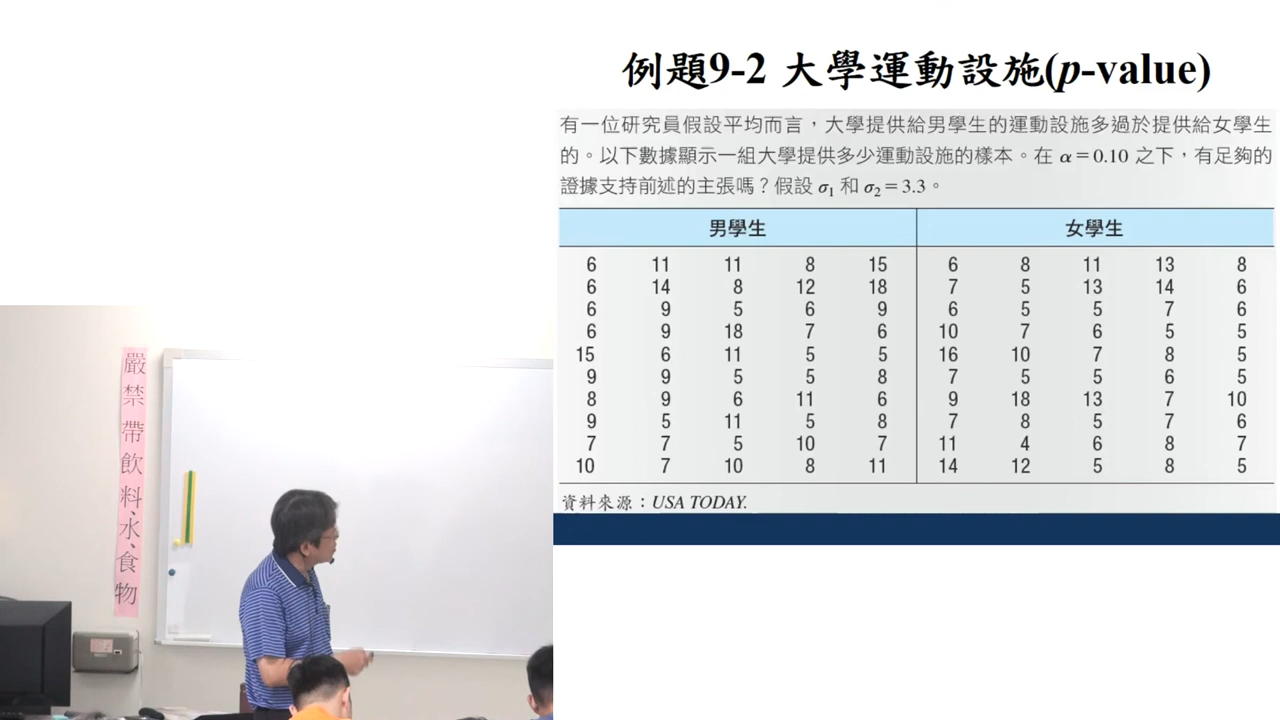 例題9-2 大學運動設施(p-value)
有一位研究員假設平均而言，大學提供給男學生的運動設施多過於提供給女學生
的。以下數據顯示一組大學提供多少運動設施的樣本。在 α＝0.10 之下，有足夠的
證據支持前述的主張嗎？假設 σ₁ 和 σ₂＝3.3。
男學生 女學生
6 11 11 8 15 6 8 11 13 8
6 14 8 12 18 7 5 13 14 6
6 9 5 6 9 6 5 5 7 6
6 9 18 7 6 10 7 6 5 5
15 6 11 5 5 16 10 7 8 5
9 9 5 5 8 7 5 5 6 5
8 9 6 11 6 9 18 13 7 10
9 5 11 5 8 7 8 5 7 6
7 7 5 10 7 11 4 6 8 7
10 7 10 8 11 14 12 5 8 5
資料來源：USA TODAY.
嚴禁帶飲料、水、食物